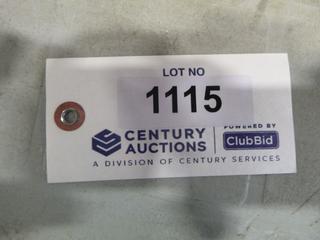 LOT NO
1115
CENTURY AUCTIONS
POWERED BY
ClubBid
A DIVISION OF CENTURY SERVICES